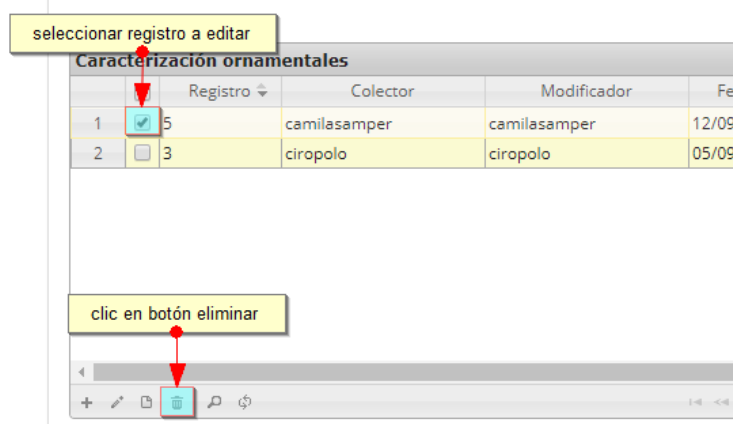 seleccionar registro a editar
Caracterización ornamentales
Registro Colector Modificador Fe
1 5 camilasamper camilasamper 12/09
2 3 ciropolo ciropolo 05/09
clic en botón eliminar